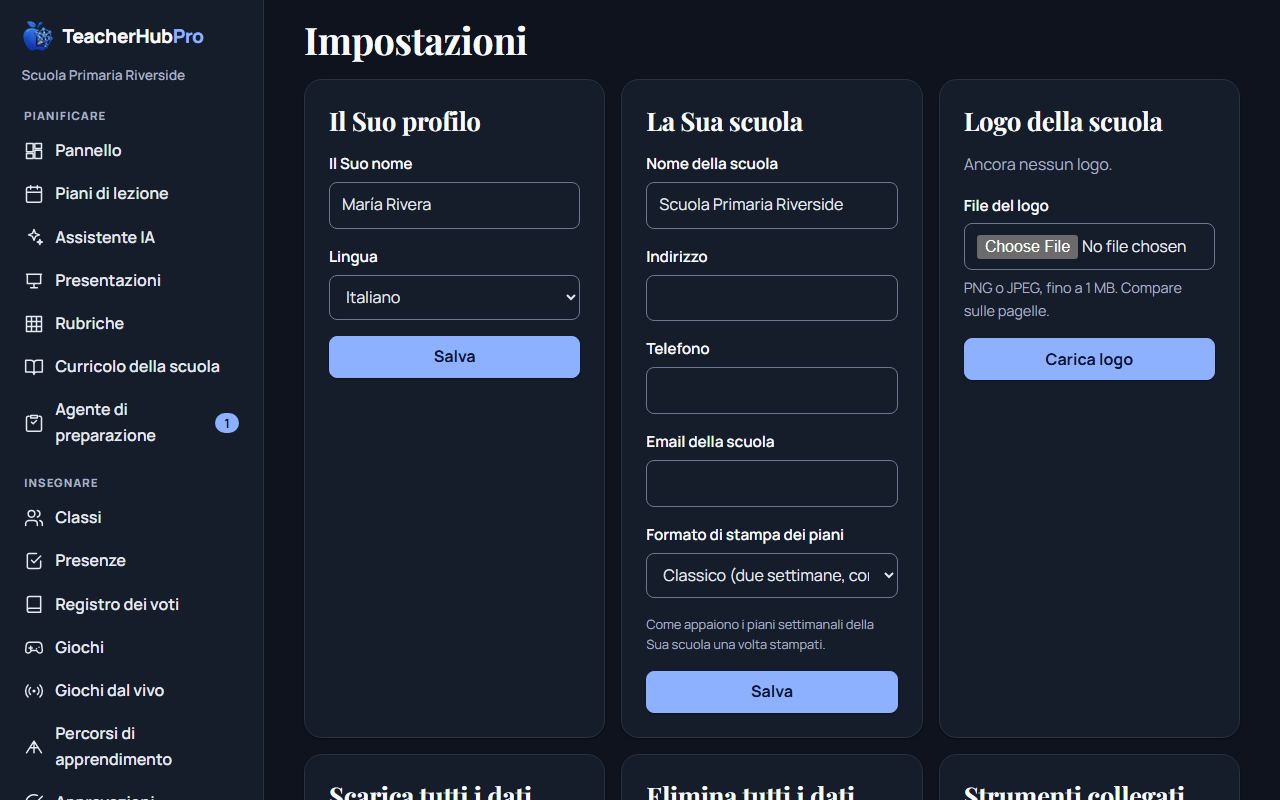 TeacherHubPro
Scuola Primaria Riverside
PIANIFICARE
Pannello
Piani di lezione
Assistente IA
Presentazioni
Rubriche
Curricolo della scuola
Agente di
preparazione
1
INSEGNARE
Classi
Presenze
Registro dei voti
Giochi
Giochi dal vivo
Percorsi di
apprendimento
Approvazioni
Impostazioni
Il Suo profilo
Il Suo nome
María Rivera
Lingua
Italiano
Salva
La Sua scuola
Nome della scuola
Scuola Primaria Riverside
Indirizzo
Telefono
Email della scuola
Formato di stampa dei piani
Classico (due settimane, co
Come appaiono i piani settimanali della
Sua scuola una volta stampati.
Salva
Logo della scuola
Ancora nessun logo.
File del logo
Choose File No file chosen
PNG o JPEG, fino a 1 MB. Compare
sulle pagelle.
Carica logo
Scarica tutti i dati
Elimina tutti i dati
Strumenti collegati